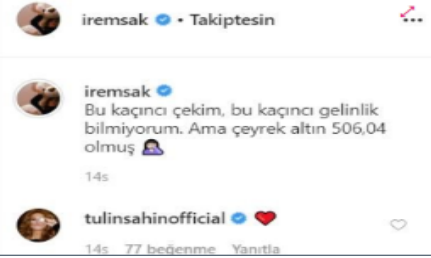 iremsak • Takiptesin
iremsak
Bu kaçıncı çekim, bu kaçıncı gelinlik
bilmiyorum. Ama çeyrek altın 506,04
olmuş 🤦🏻‍♀️
14s
tulinsahinofficial ❤️
14s 77 beğenme Yanıtla